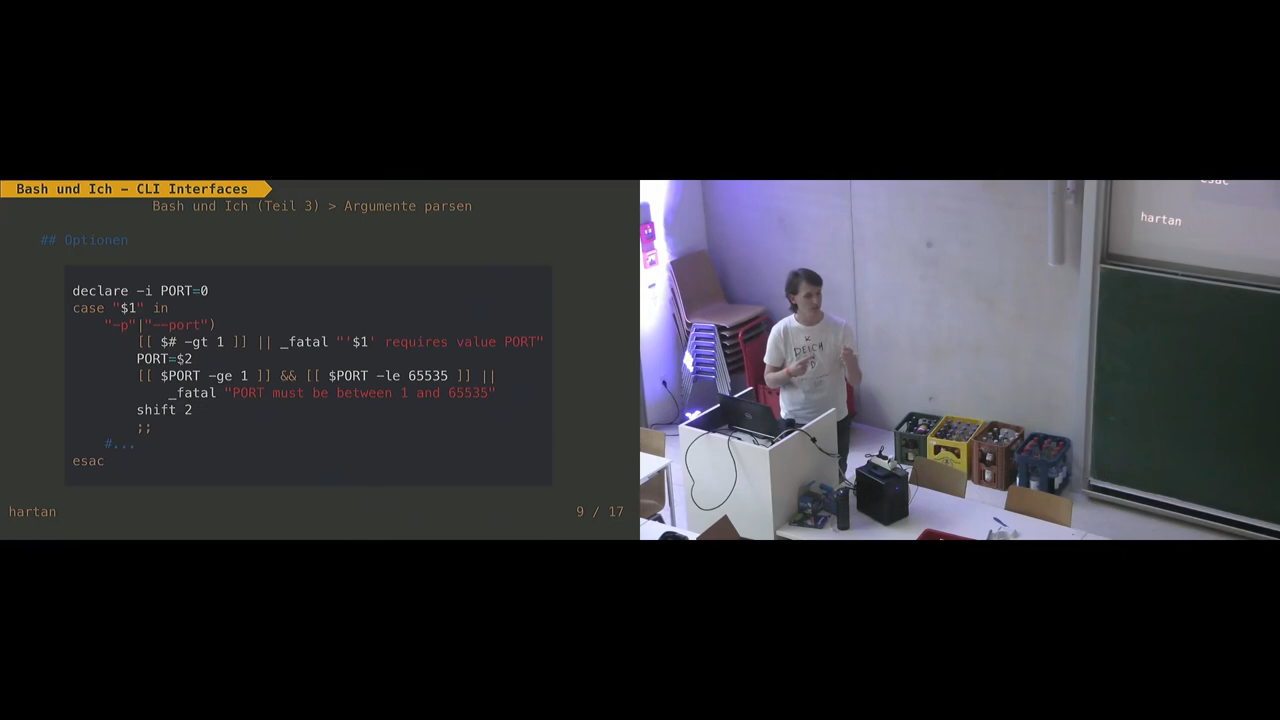 Bash und Ich - CLI Interfaces
Bash und Ich (Teil 3) > Argumente parsen
## Optionen
declare -i PORT=0
case "$1" in
    "-p"|"--port")
        [[ $# -gt 1 ]] || _fatal "'$1' requires value PORT"
        PORT=$2
        [[ $PORT -ge 1 ]] && [[ $PORT -le 65535 ]] ||
            _fatal "PORT must be between 1 and 65535"
        shift 2
        ;;
    #...
esac
hartan
9 / 17
esac
hartan
DEICH